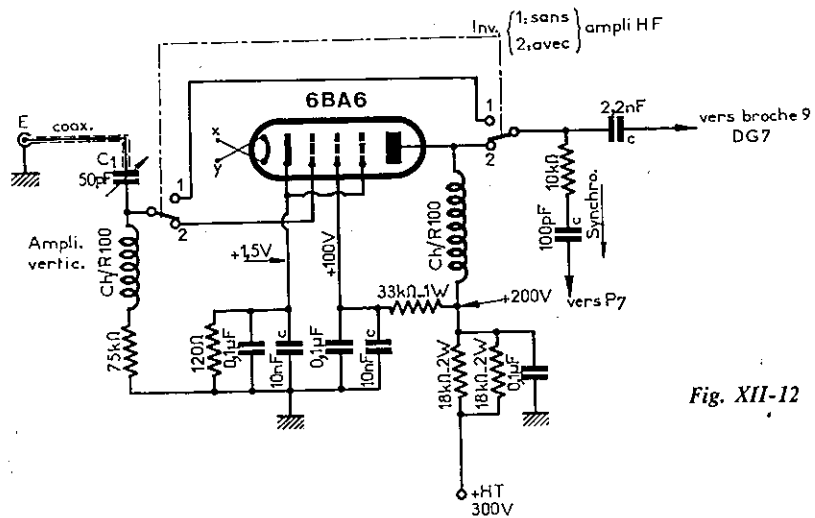 Inv. { 1: sans
2: avec } ampli HF
6BA6
E
coax.
C1
50pF
x
y
1
2
1
2
2,2nF
c
vers broche 9
DG7
10kΩ
100pF
c
Synchro.
vers P7
Ampli.
vertic.
Ch/R100
75kΩ
+1,5V
+100V
Ch/R100
33kΩ_1W
+200V
120Ω
0,1µF
10nF
c
0,1µF
10nF
c
18kΩ_2W
18kΩ_2W
0,1µF
+HT
300V
Fig. XII-12